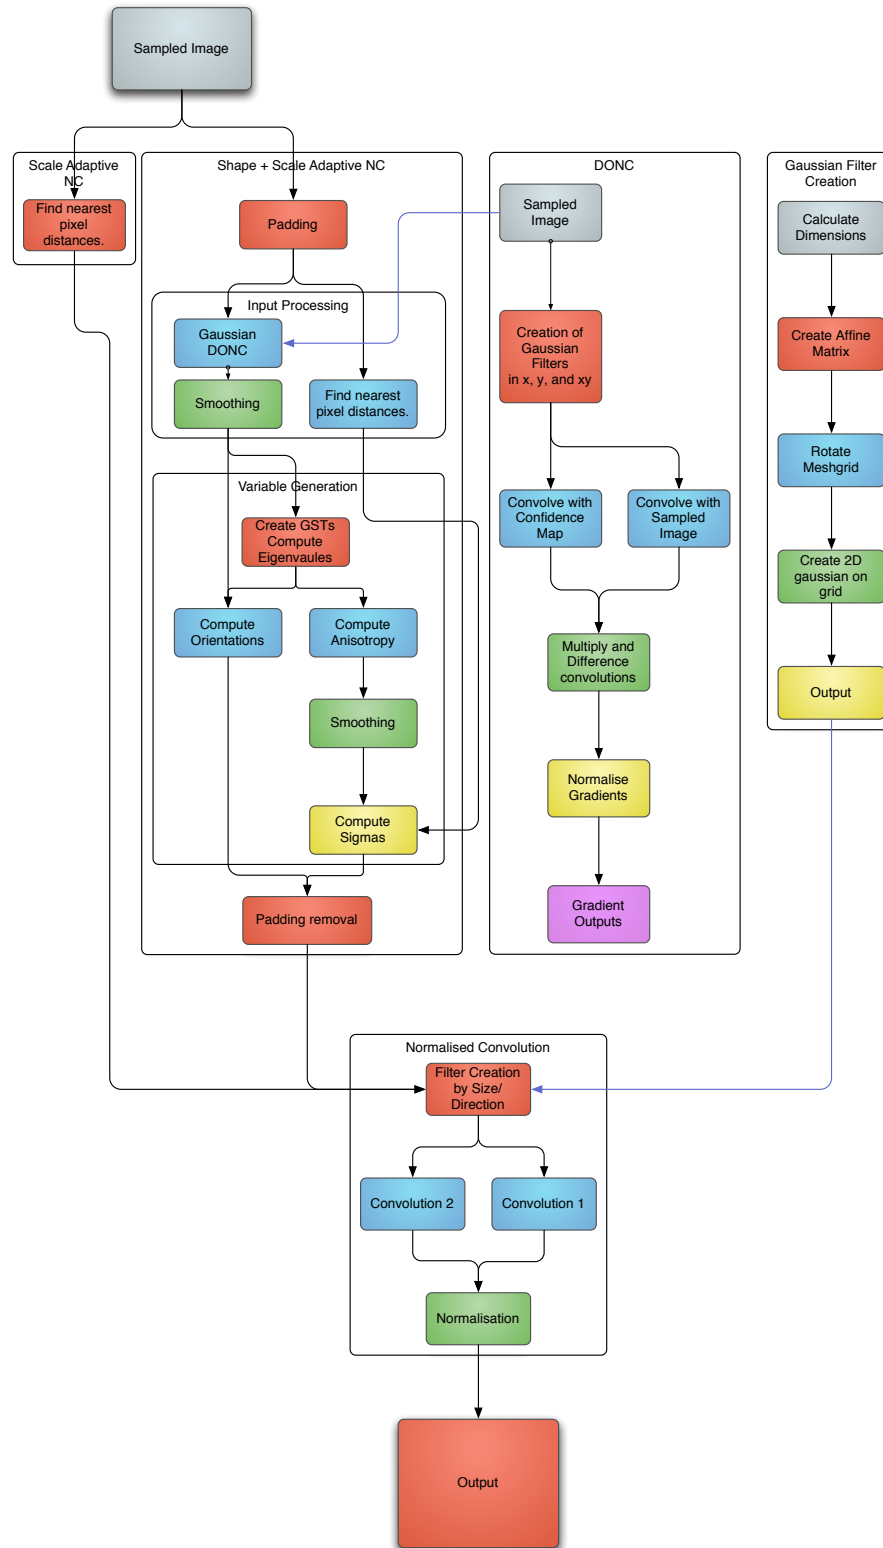 Sampled Image
Scale Adaptive
NC
Find nearest
pixel
distances.
Shape + Scale Adaptive NC
Padding
Input Processing
Gaussian
DONC
Smoothing
Find nearest
pixel distances.
Variable Generation
Create GSTs
Compute
Eigenvaules
Compute
Orientations
Compute
Anisotropy
Smoothing
Compute
Sigmas
Padding removal
DONC
Sampled
Image
Creation of
Gaussian
Filters
in x, y, and xy
Convolve with
Confidence
Map
Convolve with
Sampled
Image
Multiply and
Difference
convolutions
Normalise
Gradients
Gradient
Outputs
Gaussian Filter
Creation
Calculate
Dimensions
Create Affine
Matrix
Rotate
Meshgrid
Create 2D
gaussian on
grid
Output
Normalised Convolution
Filter Creation
by Size/
Direction
Convolution 2
Convolution 1
Normalisation
Output